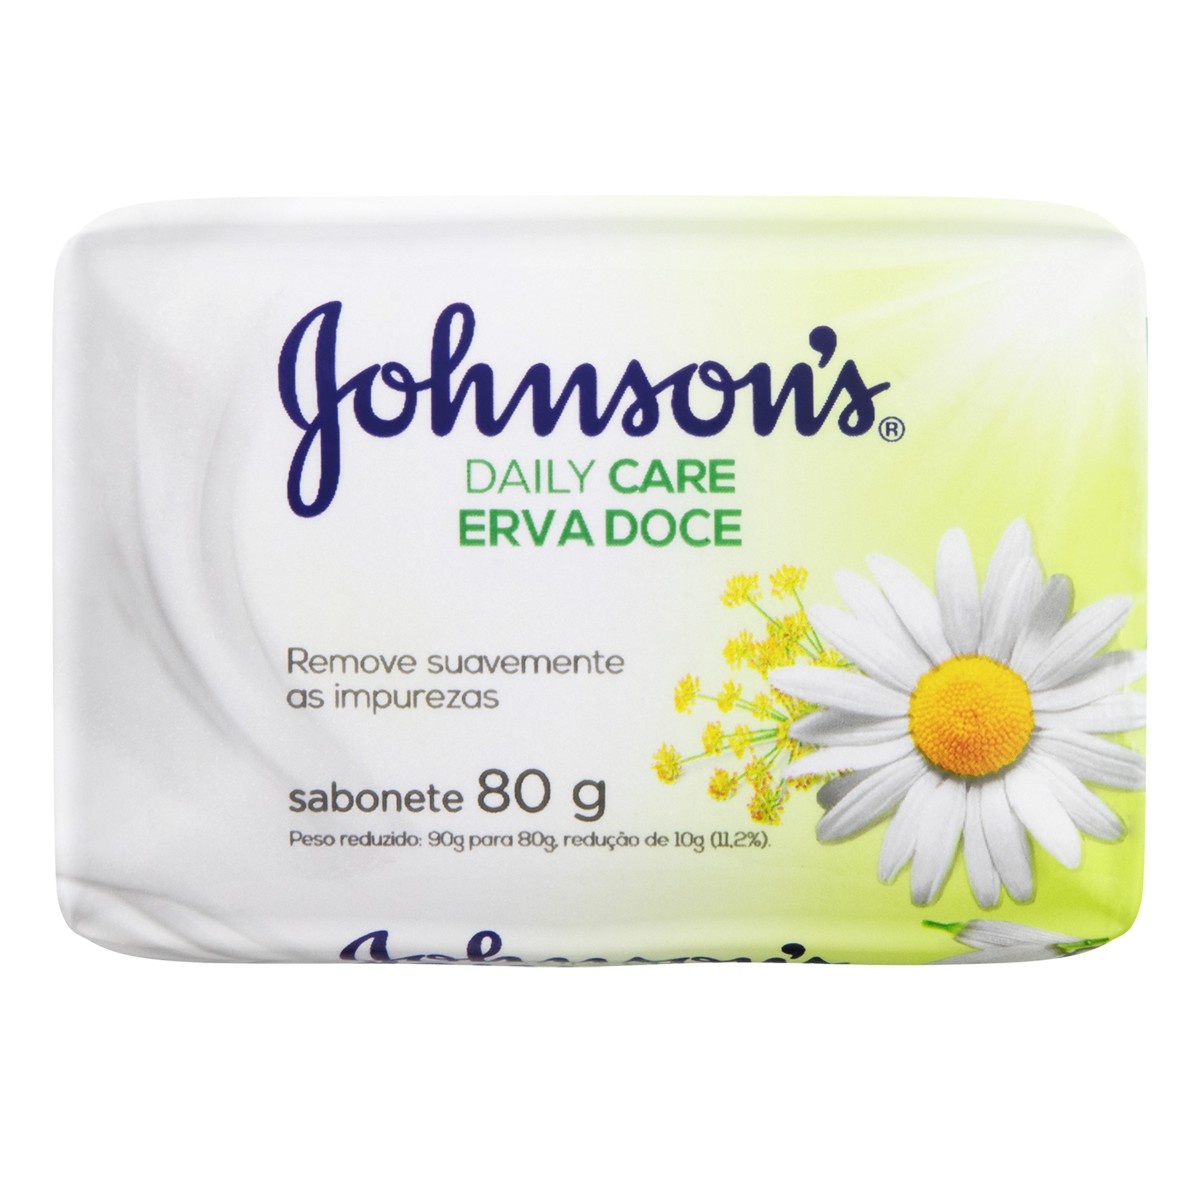 Johnson's®
DAILY CARE
ERVA DOCE
Remove suavemente
as impurezas
sabonete 80 g
Peso reduzido: 90g para 80g, redução de 10g (11,2%).
Johnson's